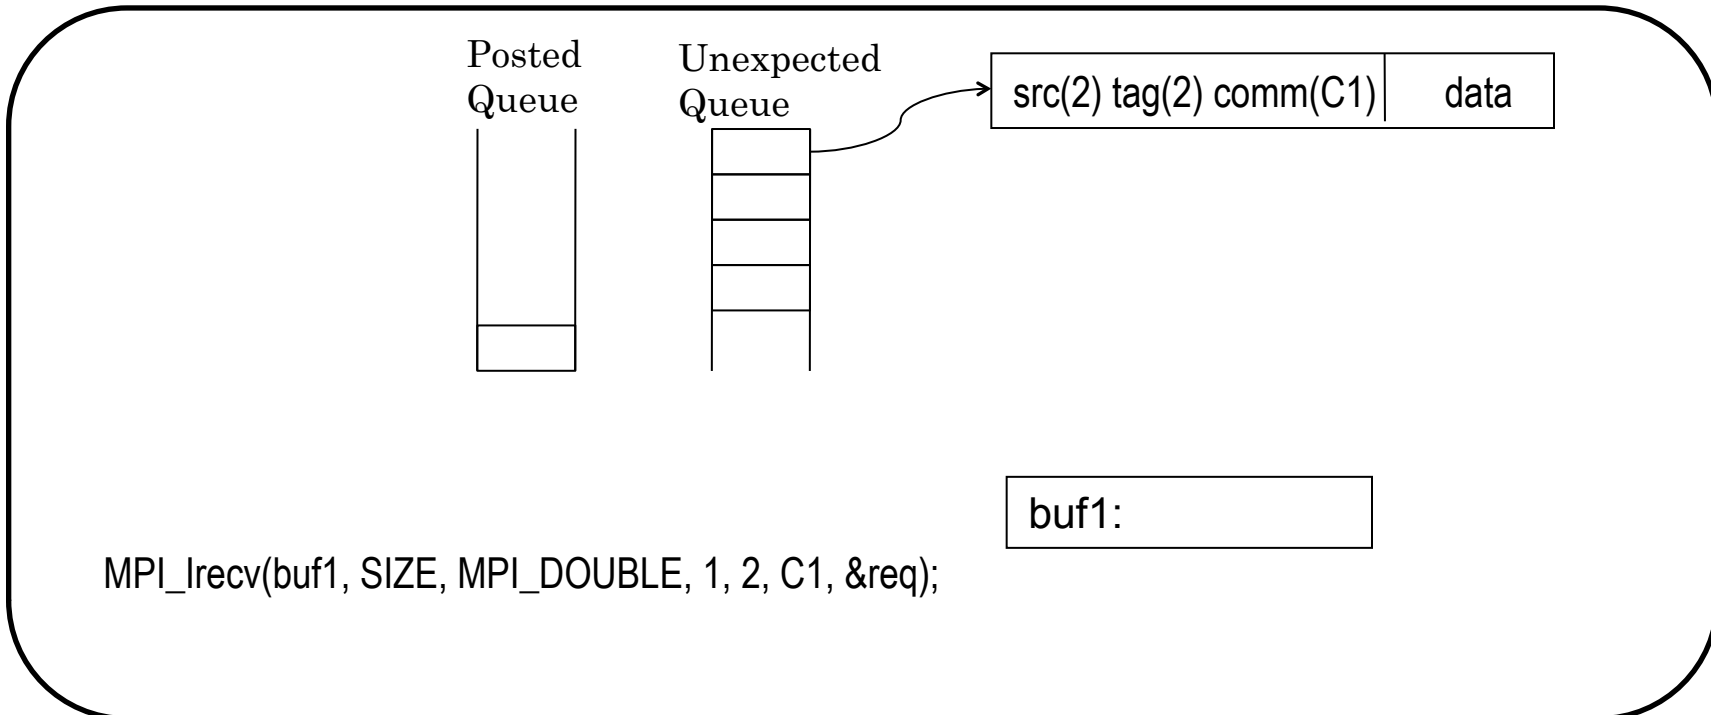 Posted
Queue
Unexpected
Queue
src(2) tag(2) comm(C1) data
buf1:
MPI_Irecv(buf1, SIZE, MPI_DOUBLE, 1, 2, C1, &req);